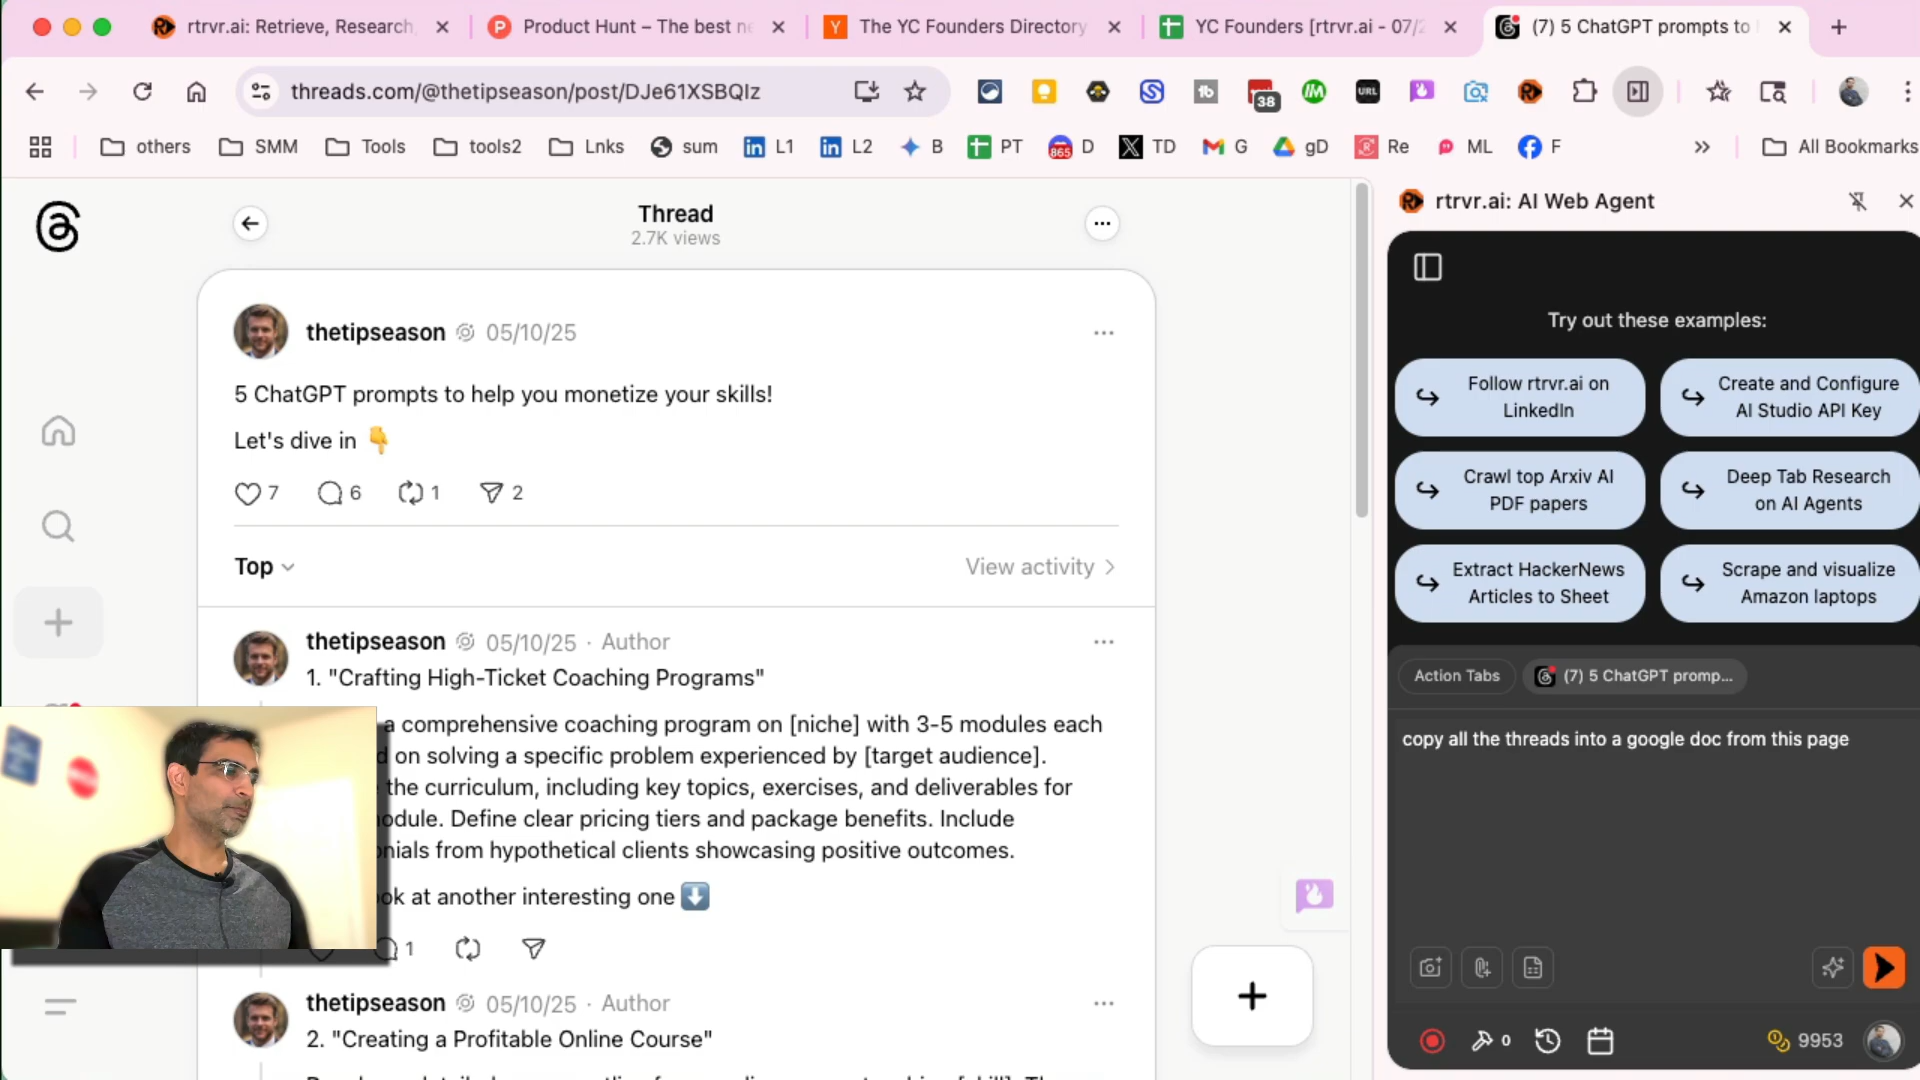 rtrvr.ai: Retrieve, Research,
Product Hunt – The best ne
The YC Founders Directory
YC Founders [rtrvr.ai - 07/2
(7) 5 ChatGPT prompts to
threads.com/@thetipseason/post/DJe61XSBQIz
38
URL
others
SMM
Tools
tools2
Lnks
sum
L1
L2
B
PT
865
D
TD
G
gD
Re
ML
F
All Bookmarks
Thread
2.7K views
thetipseason 05/10/25
5 ChatGPT prompts to help you monetize your skills!
Let's dive in 👇
7
6
1
2
Top
View activity
thetipseason 05/10/25 · Author
1. "Crafting High-Ticket Coaching Programs"
a comprehensive coaching program on [niche] with 3-5 modules each
on solving a specific problem experienced by [target audience].
the curriculum, including key topics, exercises, and deliverables for
Define clear pricing tiers and package benefits. Include
from hypothetical clients showcasing positive outcomes.
at another interesting one ⬇️
1
thetipseason 05/10/25 · Author
2. "Creating a Profitable Online Course"
rtrvr.ai: AI Web Agent
Try out these examples:
Follow rtrvr.ai on
LinkedIn
Create and Configure
AI Studio API Key
Crawl top Arxiv AI
PDF papers
Deep Tab Research
on AI Agents
Extract HackerNews
Articles to Sheet
Scrape and visualize
Amazon laptops
Action Tabs
(7) 5 ChatGPT promp...
copy all the threads into a google doc from this page
0
9953